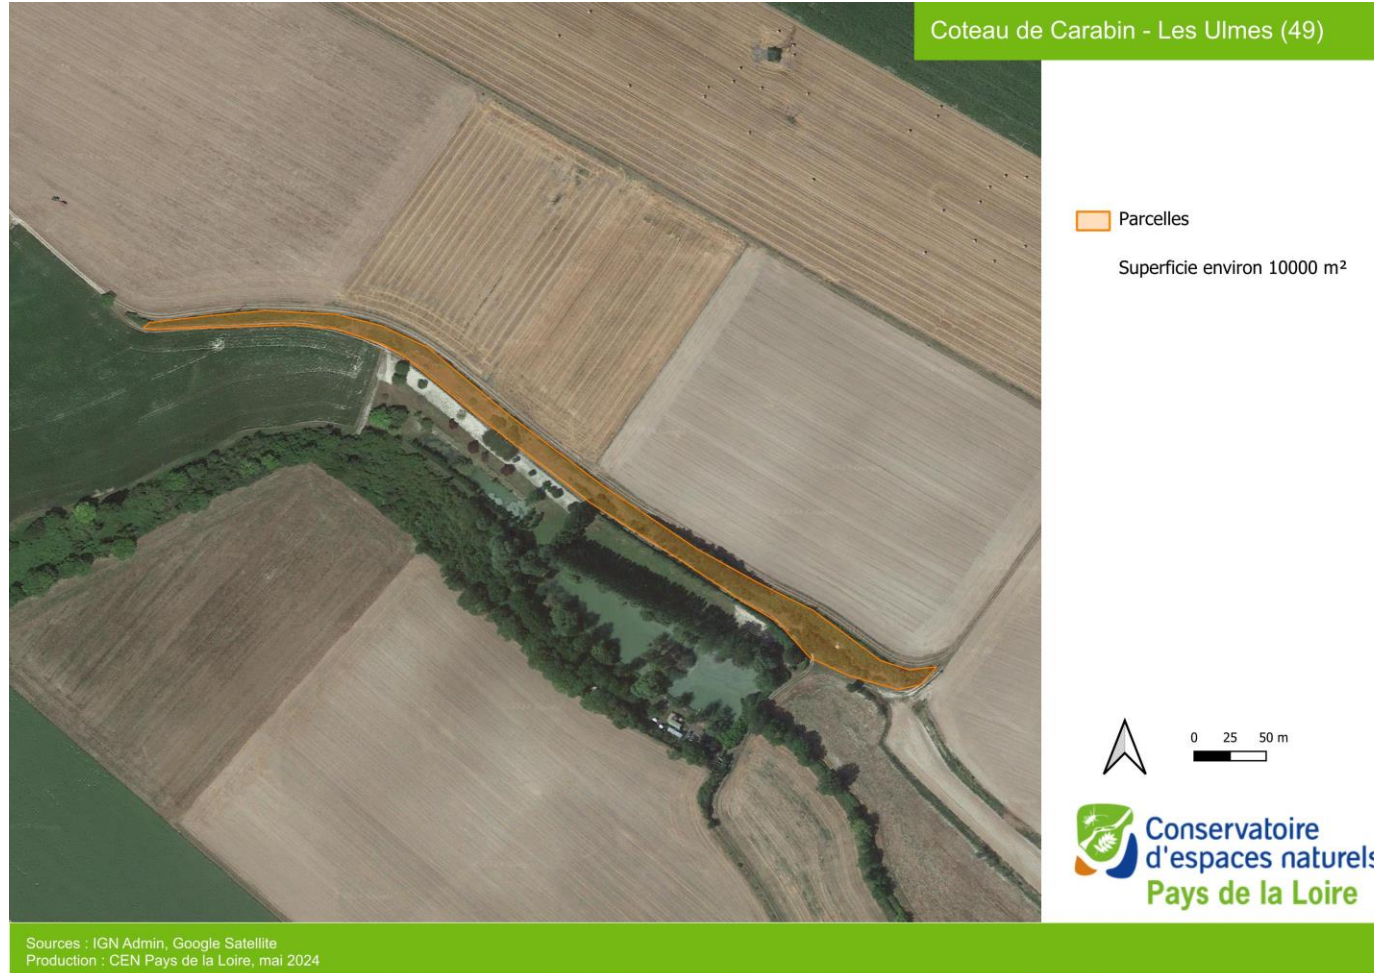 Coteau de Carabin - Les Ulmes (49)
Parcelles
Superficie environ 10000 m²
0 25 50 m
Conservatoire
d'espaces naturels
Pays de la Loire
Sources : IGN Admin, Google Satellite
Production : CEN Pays de la Loire, mai 2024